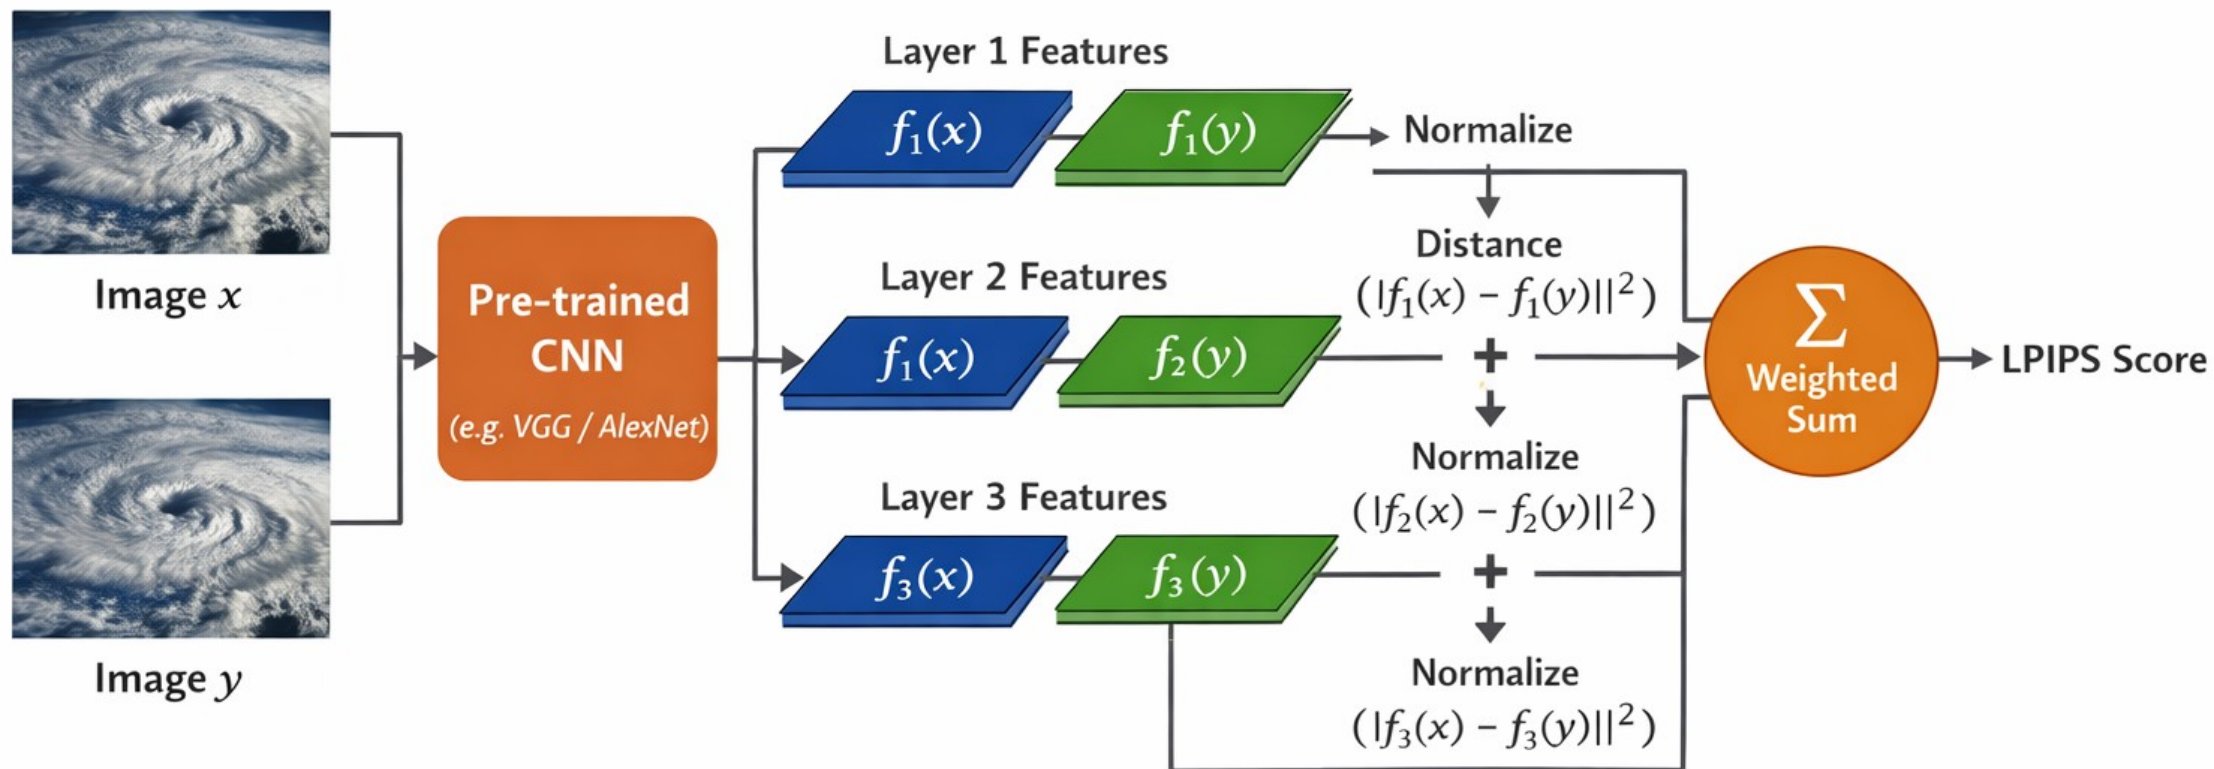 Image x
Image y
Pre-trained
CNN
(e.g. VGG / AlexNet)
Layer 1 Features
f₁(x)
f₁(y)
Normalize
Distance
(|f₁(x) − f₁(y)||²)
Layer 2 Features
f₁(x)
f₂(y)
+
Normalize
(|f₂(x) − f₂(y)||²)
Layer 3 Features
f₃(x)
f₃(y)
+
Normalize
(|f₃(x) − f₃(y)||²)
Σ
Weighted
Sum
LPIPS Score